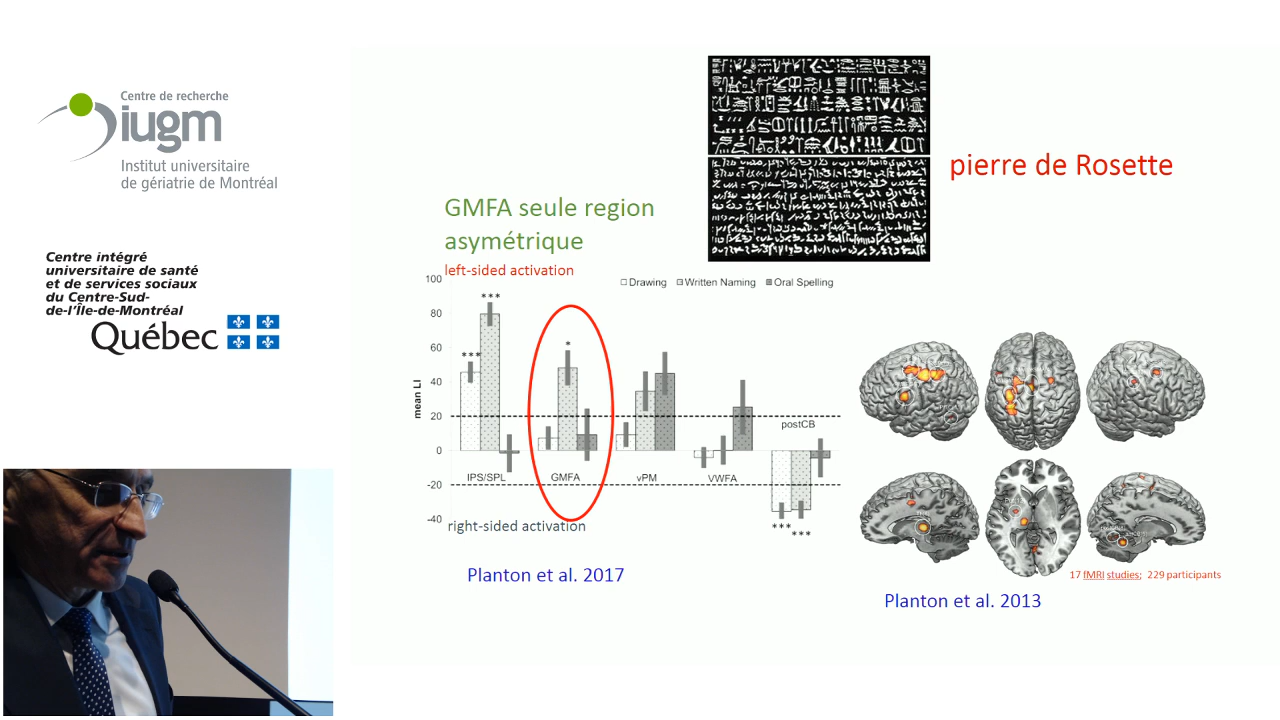 Centre de recherche
iugm
Institut universitaire
de gériatrie de Montréal
Centre intégré
universitaire de santé
et de services sociaux
du Centre-Sud-
de-l'Île-de-Montréal
Québec
pierre de Rosette
GMFA seule region
asymétrique
left-sided activation
Drawing Written Naming Oral Spelling
100
80
60
40
20
0
-20
-40
mean LI
***
***
*
postCB
IPS/SPL GMFA vPM VWFA
***
***
right-sided activation
Planton et al. 2017
17 fMRI studies; 229 participants
Planton et al. 2013